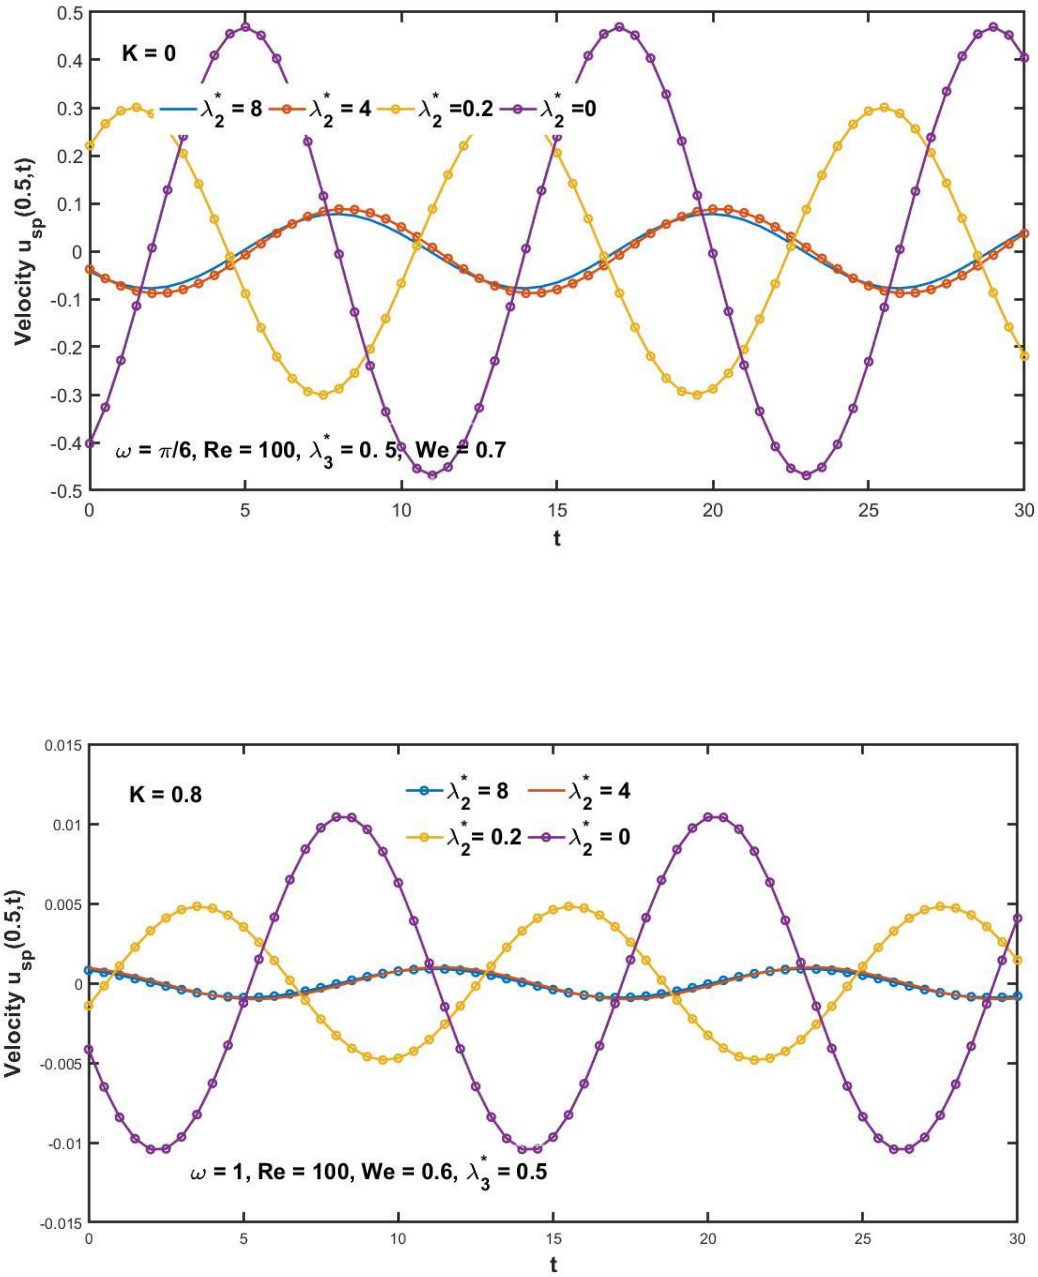 0.5
0.4
0.3
0.2
0.1
0
-0.1
-0.2
-0.3
-0.4
-0.5
Velocity u_sp(0.5,t)
K = 0
λ₂* = 8 λ₂* = 4 λ₂* =0.2 λ₂* =0
ω = π/6, Re = 100, λ₃* = 0. 5, We = 0.7
0 5 10 15 20 25 30
t
0.015
0.01
0.005
0
-0.005
-0.01
-0.015
Velocity u_sp(0.5,t)
K = 0.8
λ₂* = 8 λ₂* = 4
λ₂* = 0.2 λ₂* = 0
ω = 1, Re = 100, We = 0.6, λ₃* = 0.5
0 5 10 15 20 25 30
t